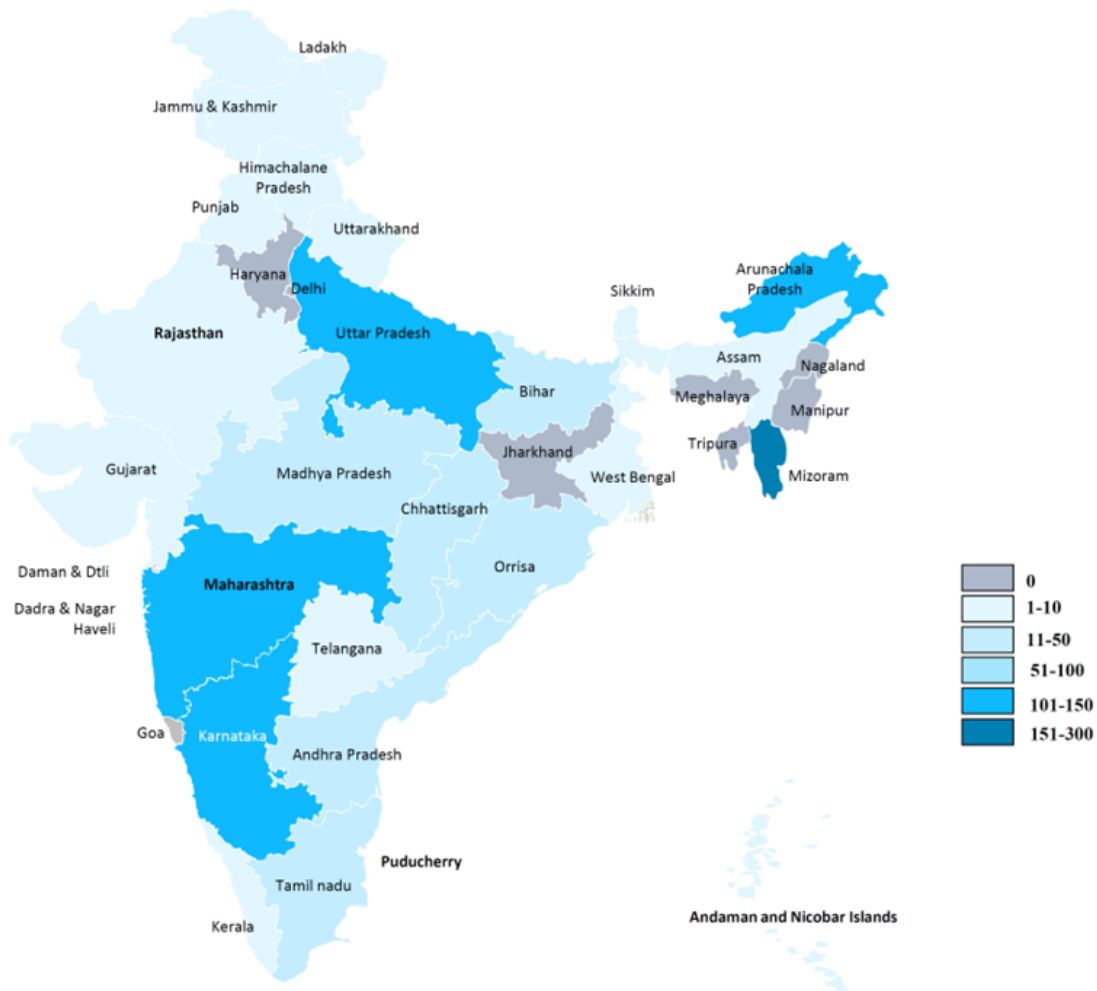 Ladakh
Jammu & Kashmir
Himachalane
Pradesh
Punjab
Uttarakhand
Haryana
Delhi
Rajasthan
Uttar Pradesh
Sikkim
Arunachala
Pradesh
Assam
Nagaland
Meghalaya
Manipur
Tripura
Mizoram
Bihar
Jharkhand
West Bengal
Gujarat
Madhya Pradesh
Chhattisgarh
Orrisa
Daman & Dtli
Dadra & Nagar
Haveli
Maharashtra
Telangana
Goa
Karnataka
Andhra Pradesh
Puducherry
Tamil nadu
Kerala
Andaman and Nicobar Islands
0
1-10
11-50
51-100
101-150
151-300